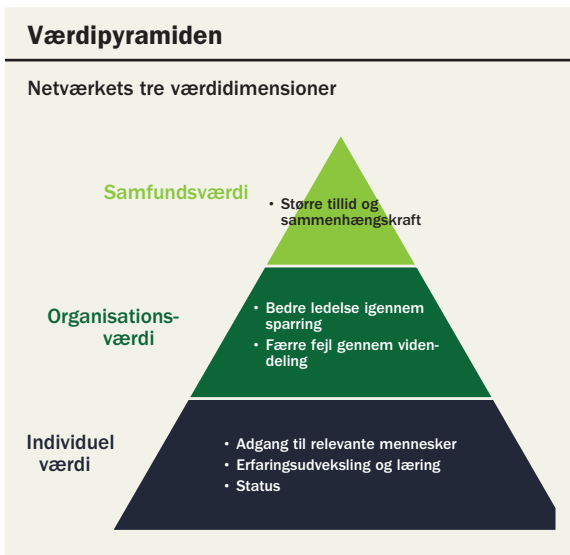 Værdipyramiden
Netværkets tre værdidimensioner
Samfundsværdi
• Større tillid og
sammenhængskraft
Organisations-
værdi
• Bedre ledelse igennem
sparring
• Færre fejl gennem viden-
deling
Individuel
værdi
• Adgang til relevante mennesker
• Erfaringsudveksling og læring
• Status